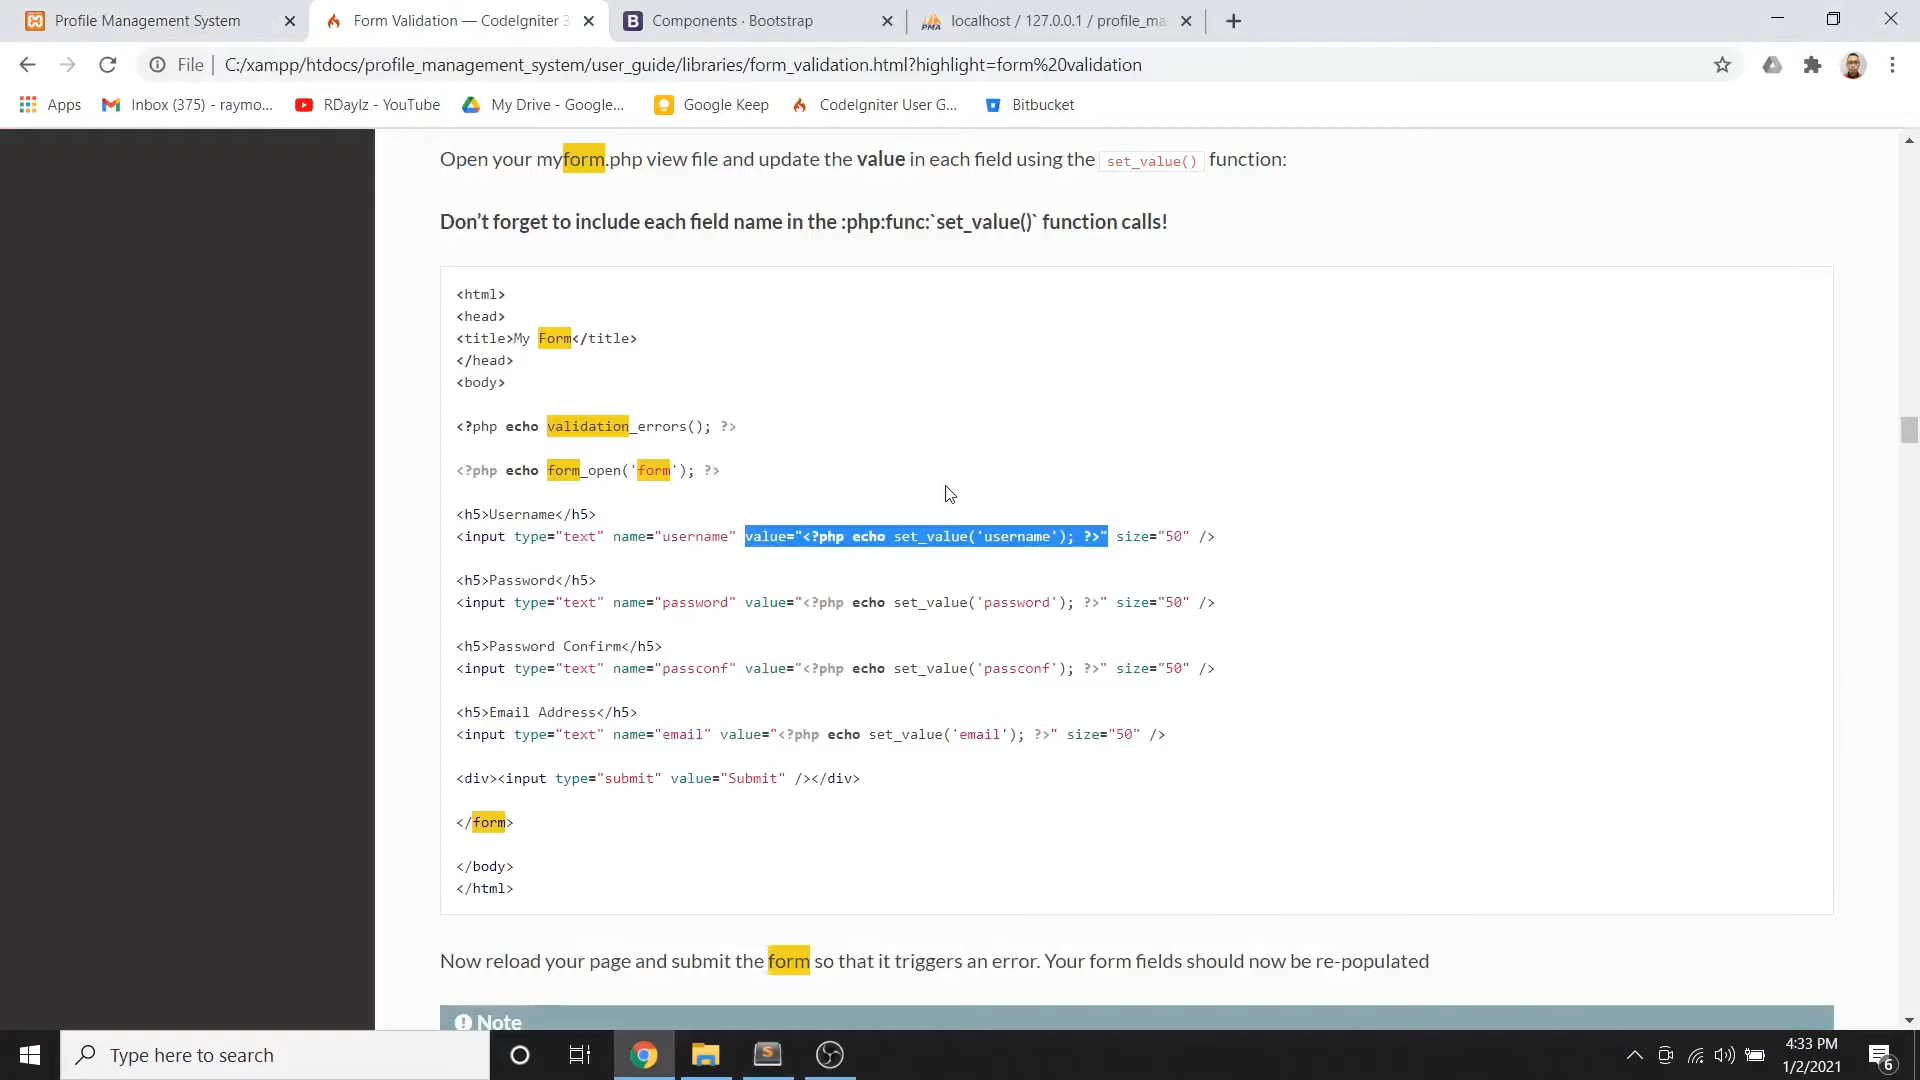 Profile Management System
Form Validation — CodeIgniter 3
Components · Bootstrap
localhost / 127.0.0.1 / profile_ma
File
C:/xampp/htdocs/profile_management_system/user_guide/libraries/form_validation.html?highlight=form%20validation
Apps
Inbox (375) - raymo...
RDaylz - YouTube
My Drive - Google...
Google Keep
CodeIgniter User G...
Bitbucket
Open your myform.php view file and update the value in each field using the set_value() function:
Don’t forget to include each field name in the :php:func:`set_value()` function calls!
<html>
<head>
<title>My Form</title>
</head>
<body>
<?php echo validation_errors(); ?>
<?php echo form_open('form'); ?>
<h5>Username</h5>
<input type="text" name="username" value="<?php echo set_value('username'); ?>" size="50" />
<h5>Password</h5>
<input type="text" name="password" value="<?php echo set_value('password'); ?>" size="50" />
<h5>Password Confirm</h5>
<input type="text" name="passconf" value="<?php echo set_value('passconf'); ?>" size="50" />
<h5>Email Address</h5>
<input type="text" name="email" value="<?php echo set_value('email'); ?>" size="50" />
<div><input type="submit" value="Submit" /></div>
</form>
</body>
</html>
Now reload your page and submit the form so that it triggers an error. Your form fields should now be re-populated
Note
Type here to search
4:33 PM
1/2/2021
6